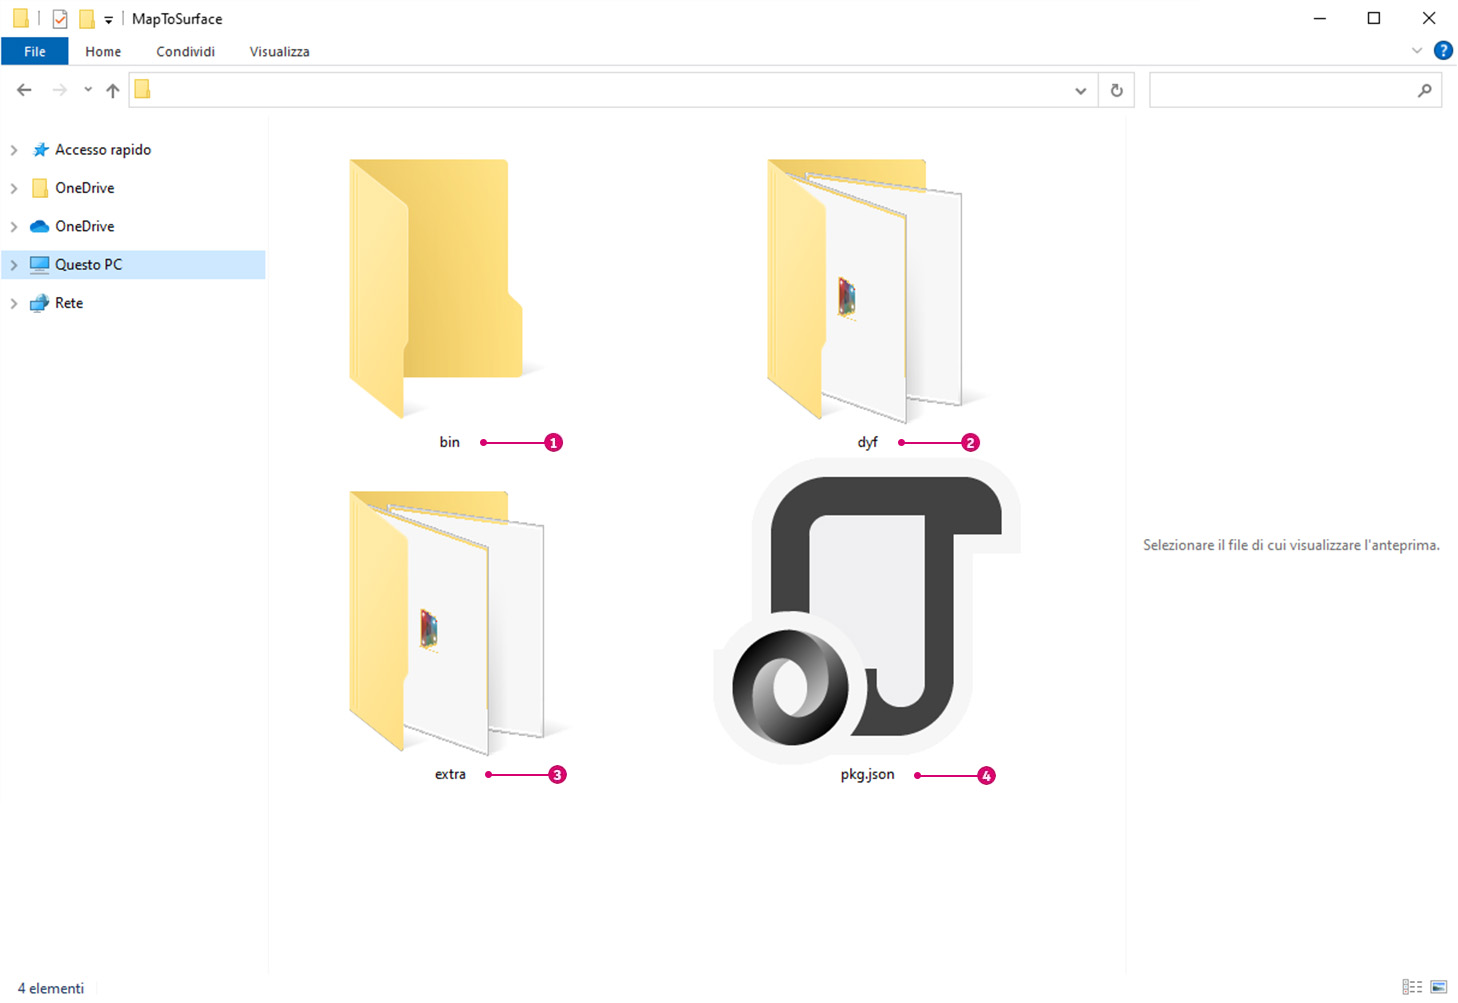 MapToSurface
File Home Condividi Visualizza
?
Accesso rapido
OneDrive
OneDrive
Questo PC
Rete
bin 1
dyf 2
extra 3
pkg.json 4
Selezionare il file di cui visualizzare l'anteprima.
4 elementi